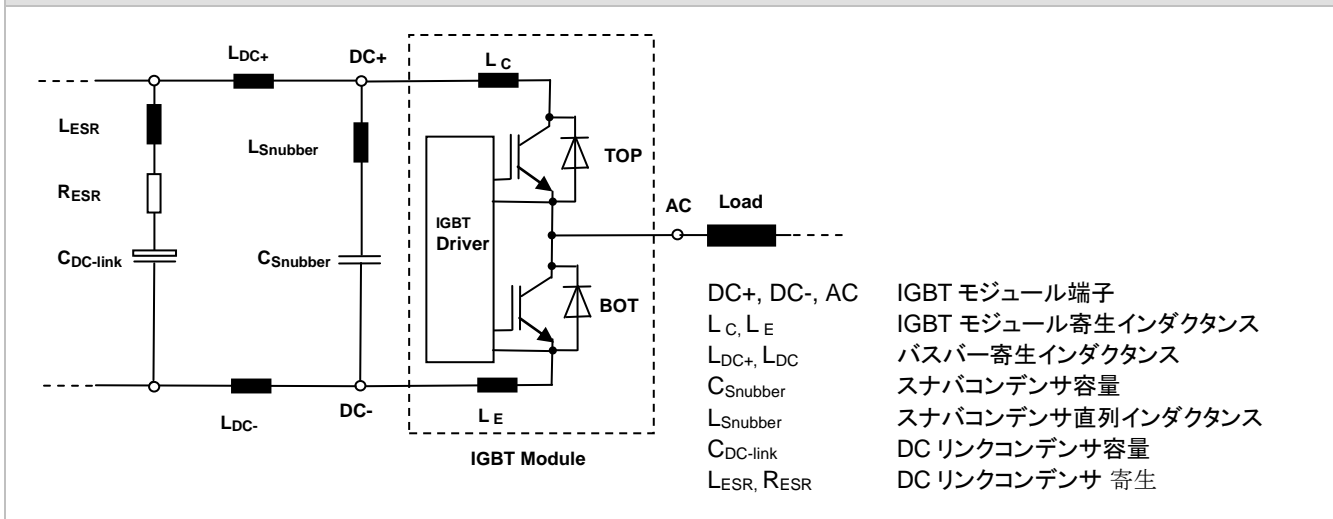 LDC+
DC+
L C
LESR
LSnubber
TOP
RESR
IGBT
Driver
AC
Load
CDC-link
CSnubber
BOT
LDC-
DC-
L E
IGBT Module
DC+, DC-, AC IGBT モジュール端子
L C, L E IGBT モジュール寄生インダクタンス
LDC+, LDC バスバー寄生インダクタンス
CSnubber スナバコンデンサ容量
LSnubber スナバコンデンサ直列インダクタンス
CDC-link DC リンクコンデンサ容量
LESR, RESR DC リンクコンデンサ 寄生